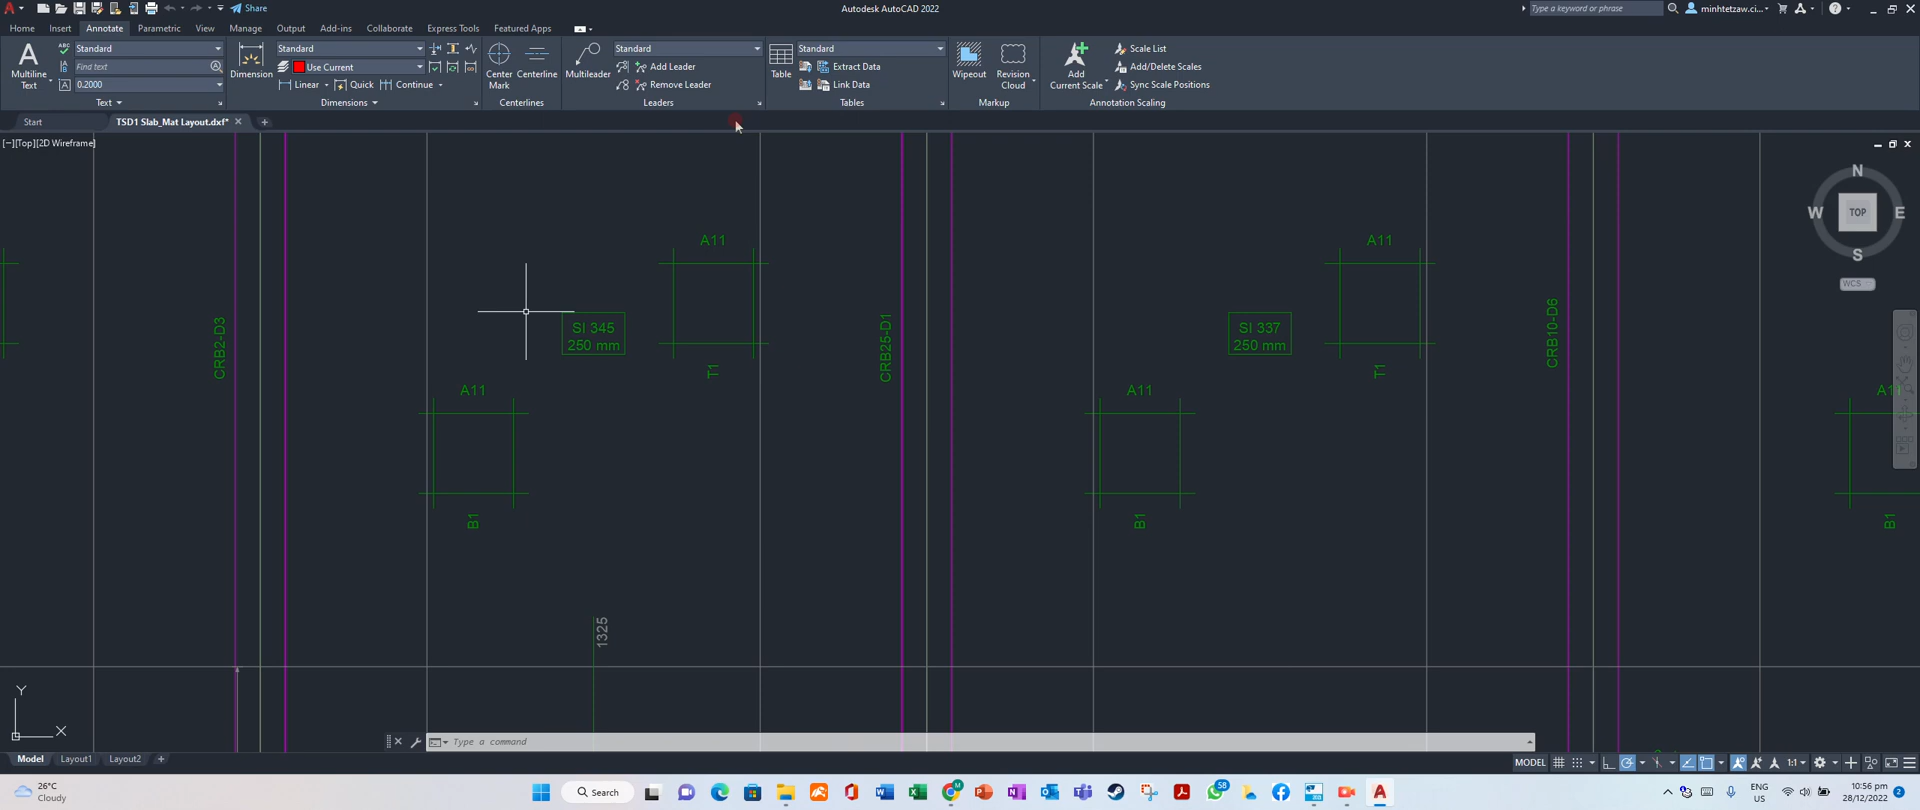 Share
Autodesk AutoCAD 2022
Type a keyword or phrase
minhtetzaw.ci...
Home Insert Annotate Parametric View Manage Output Add-ins Collaborate Express Tools Featured Apps
Multiline Text
Standard
Find text
0.2000
Text
Dimension
Standard
Use Current
Linear Quick Continue
Dimensions
Center Mark
Centerline
Centerlines
Multileader
Standard
Add Leader
Remove Leader
Leaders
Table
Standard
Extract Data
Link Data
Tables
Wipeout
Revision Cloud
Markup
Add Current Scale
Scale List
Add/Delete Scales
Sync Scale Positions
Annotation Scaling
Start
TSD1 Slab_Mat Layout.dxf*
[−][Top][2D Wireframe]
N
W TOP E
S
WCS
A11
A11
CRB2-D3
SI 345
250 mm
T1
CRB25-D1
SI 337
250 mm
T1
CRB10-D6
A11
A11
A11
B1
B1
B1
1325
Y
X
Type a command
Model Layout1 Layout2
MODEL
1:1
26°C
Cloudy
Search
58
ENG
US
10:56 pm
28/12/2022
2